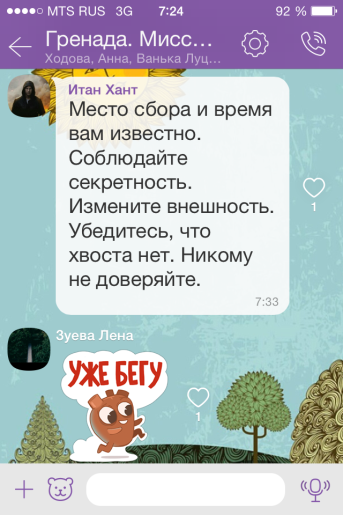 MTS RUS 3G 7:24 92 %
Гренада. Мисс...
Ходова, Анна, Ванька Луц...
Итан Хант
Место сбора и время
вам известно.
Соблюдайте
секретность.
Измените внешность.
Убедитесь, что
хвоста нет. Никому
не доверяйте.
1
7:33
Зуева Лена
УЖЕ БЕГУ
1